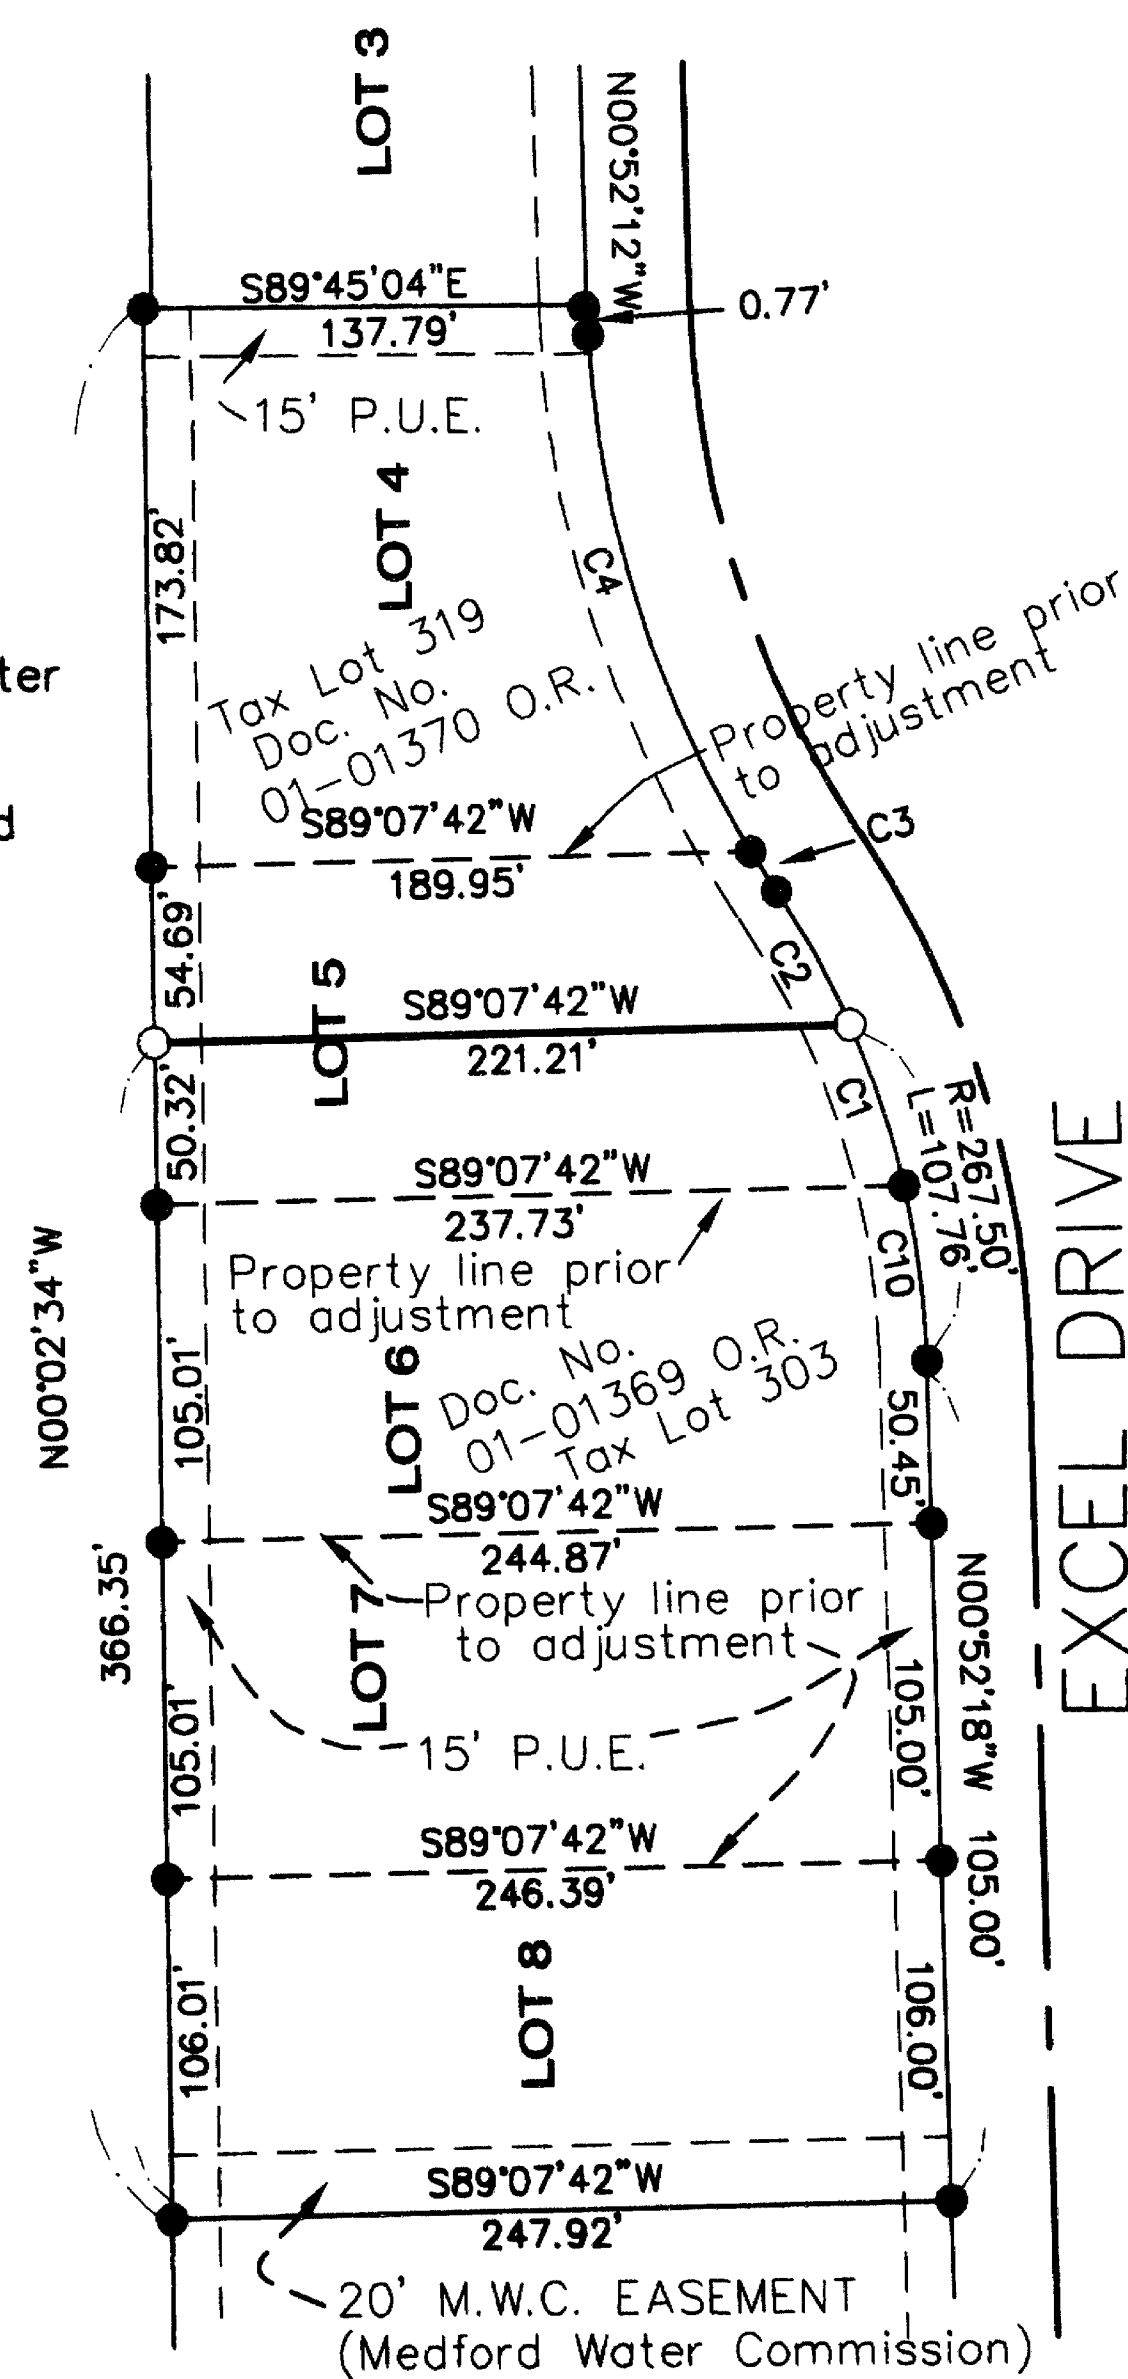 LOT 3
N00°52'12"W
S89°45'04"E
137.79'
0.77'
15' P.U.E.
LOT 4
173.82'
C4
Tax Lot 319
Doc. No.
01-01370 O.R.
ter
Property line prior
to adjustment
d
S89°07'42"W
189.95'
C3
54.69'
C2
LOT 5
S89°07'42"W
221.21'
50.32'
C1
R=267.50'
L=107.76'
S89°07'42"W
237.73'
C10
Property line prior
to adjustment
N00°02'34"W
366.35'
105.01'
LOT 6
Doc. No.
01-01369 O.R.
Tax Lot 303
50.45'
EXCEL DRIVE
S89°07'42"W
244.87'
LOT 7
Property line prior
to adjustment
N00°52'18"W 105.00'
105.01'
105.00'
15' P.U.E.
S89°07'42"W
246.39'
LOT 8
106.01'
106.00'
S89°07'42"W
247.92'
20' M.W.C. EASEMENT
(Medford Water Commission)